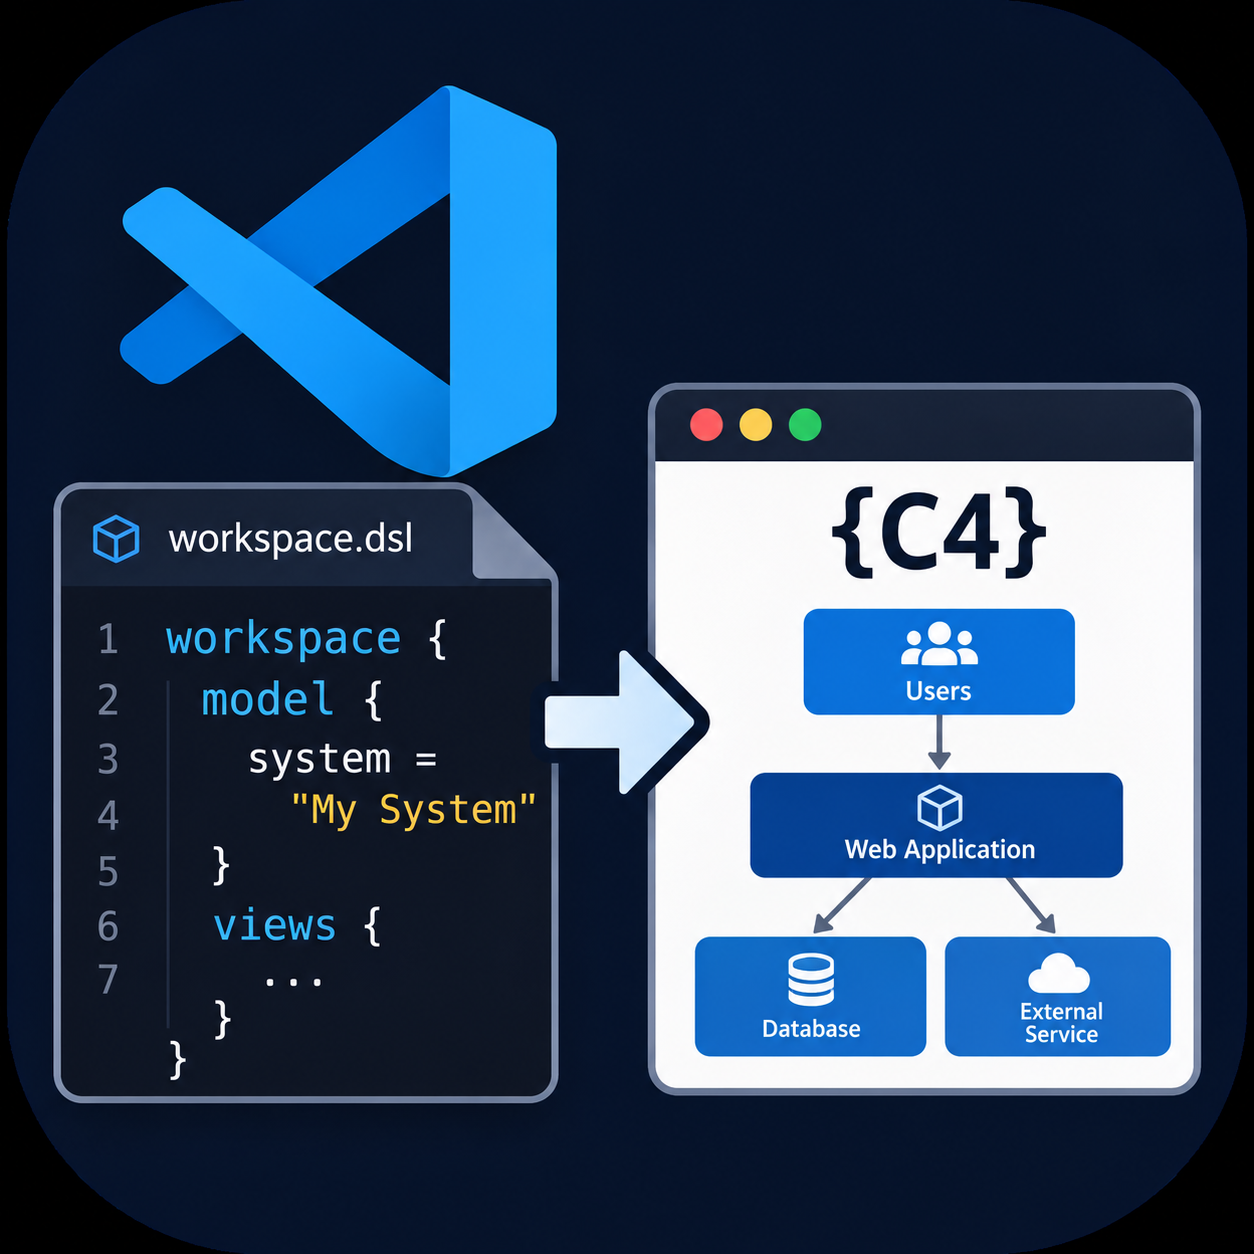 workspace.dsl
1 workspace {
2 model {
3 system =
4 "My System"
5 }
6 views {
7 ...
}
}
{C4}
Users
Web Application
Database
External
Service